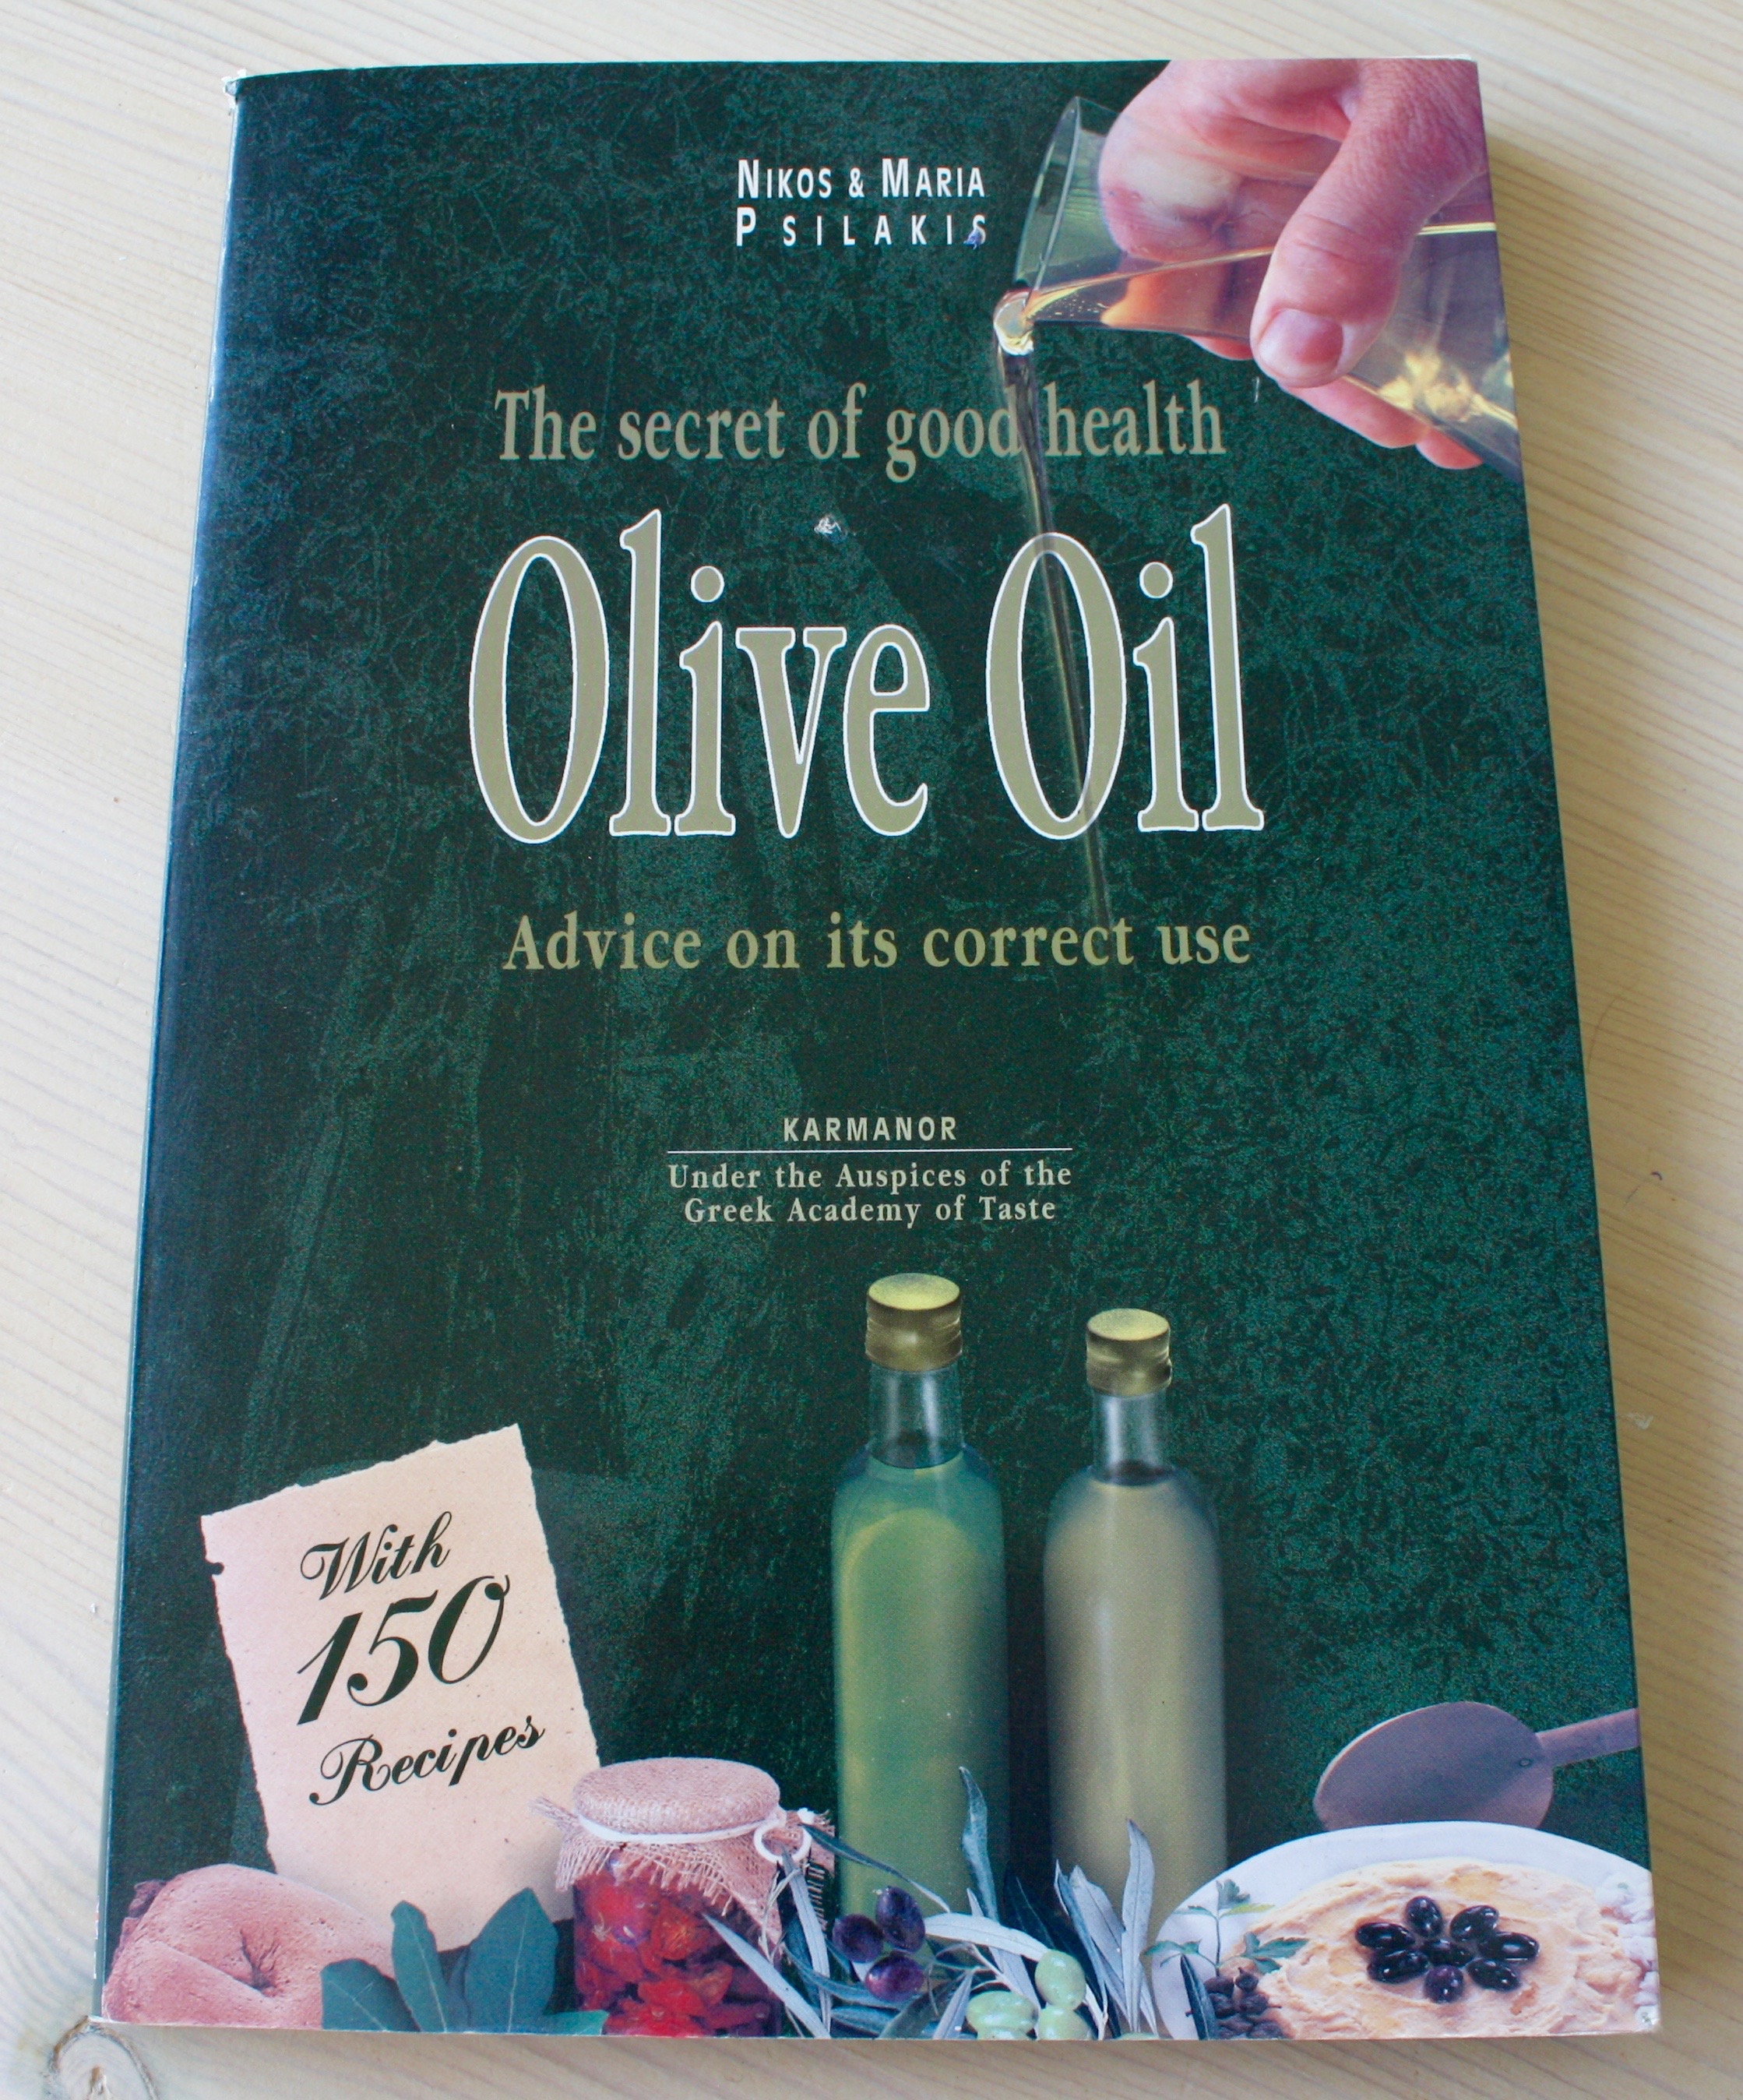 NIKOS & MARIA
PSILAKIS
The secret of good health
Olive Oil
Advice on its correct use
KARMANOR
Under the Auspices of the
Greek Academy of Taste
With
150
Recipes